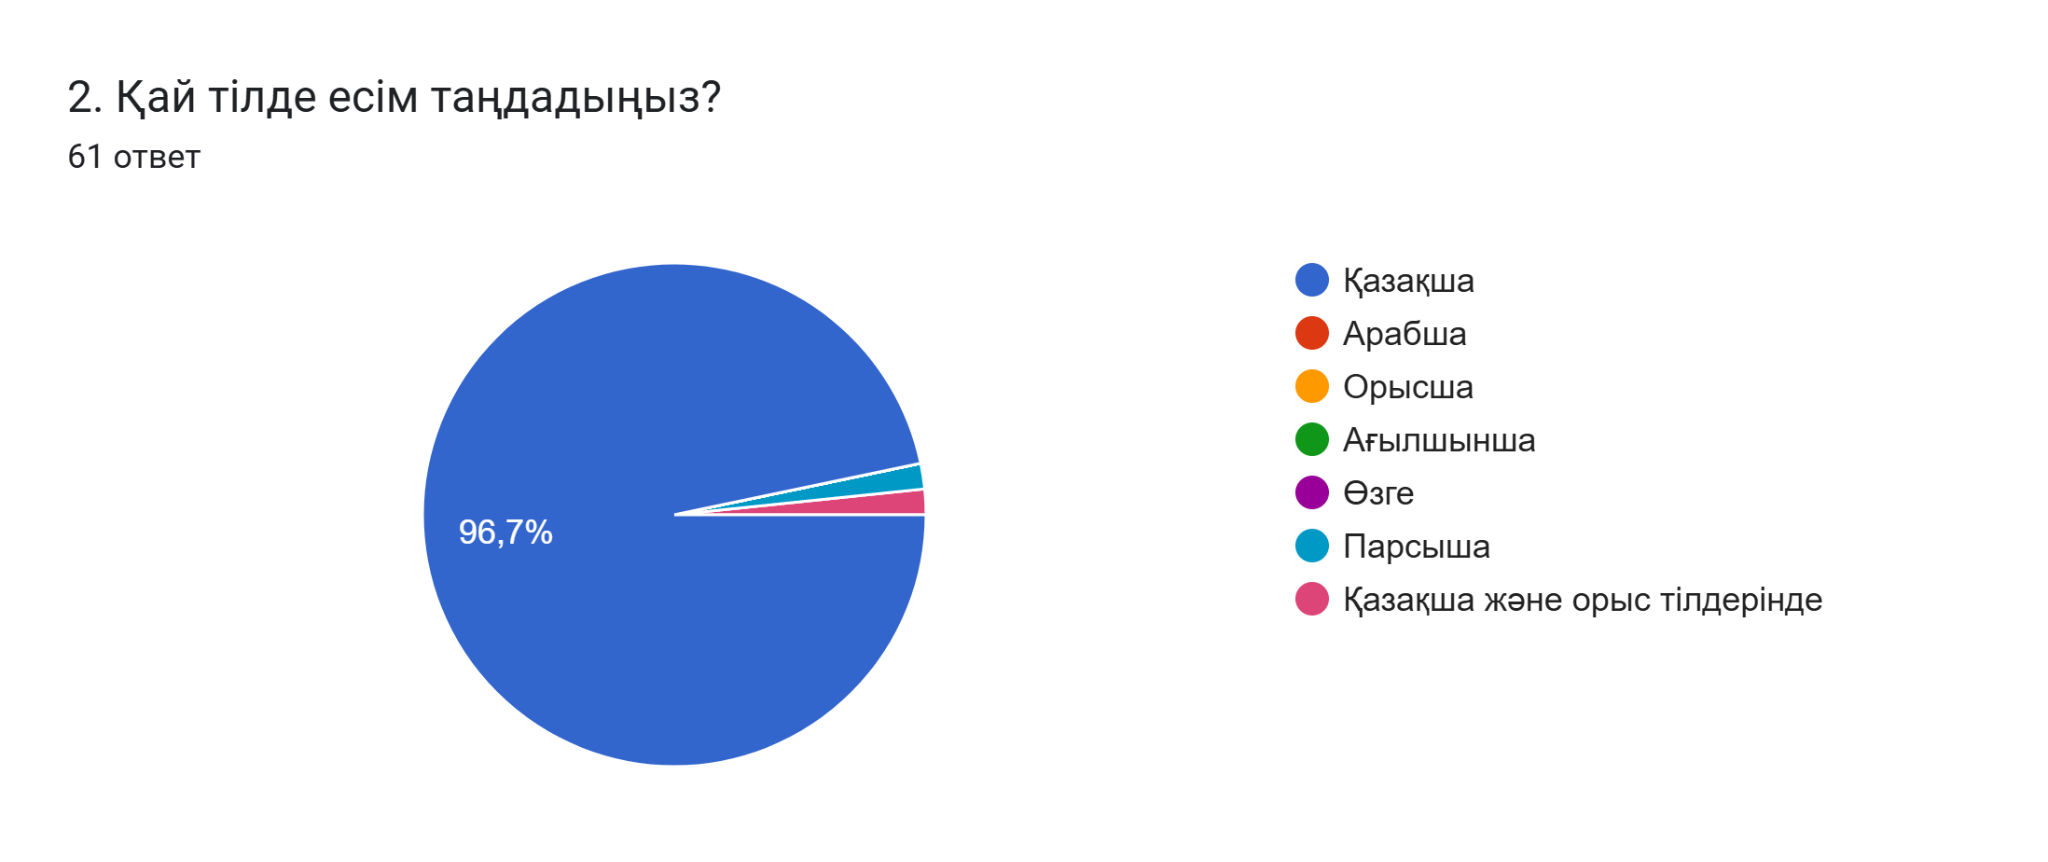 2. Қай тілде есім таңдадыңыз?
61 ответ
96,7%
Қазақша
Арабша
Орысша
Ағылшынша
Өзге
Парсыша
Қазақша және орыс тілдерінде